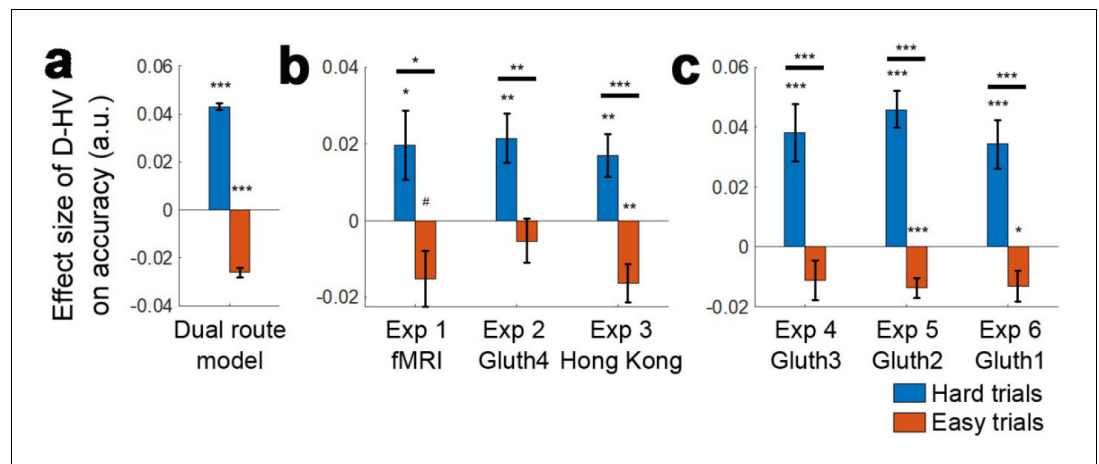 a
Effect size of D-HV
on accuracy (a.u.)
0.06
0.04
0.02
0
-0.02
-0.04
***
***
Dual route
model
b
0.04
0.02
0
-0.02
*
*
#
**
**
***
**
**
Exp 1
fMRI
Exp 2
Gluth4
Exp 3
Hong Kong
c
0.06
0.04
0.02
0
-0.02
***
***
***
***
***
***
***
*
Exp 4
Gluth3
Exp 5
Gluth2
Exp 6
Gluth1
Hard trials
Easy trials